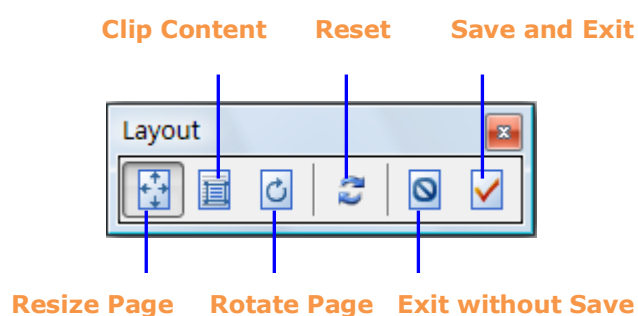 Clip Content Reset Save and Exit
Layout
Resize Page Rotate Page Exit without Save